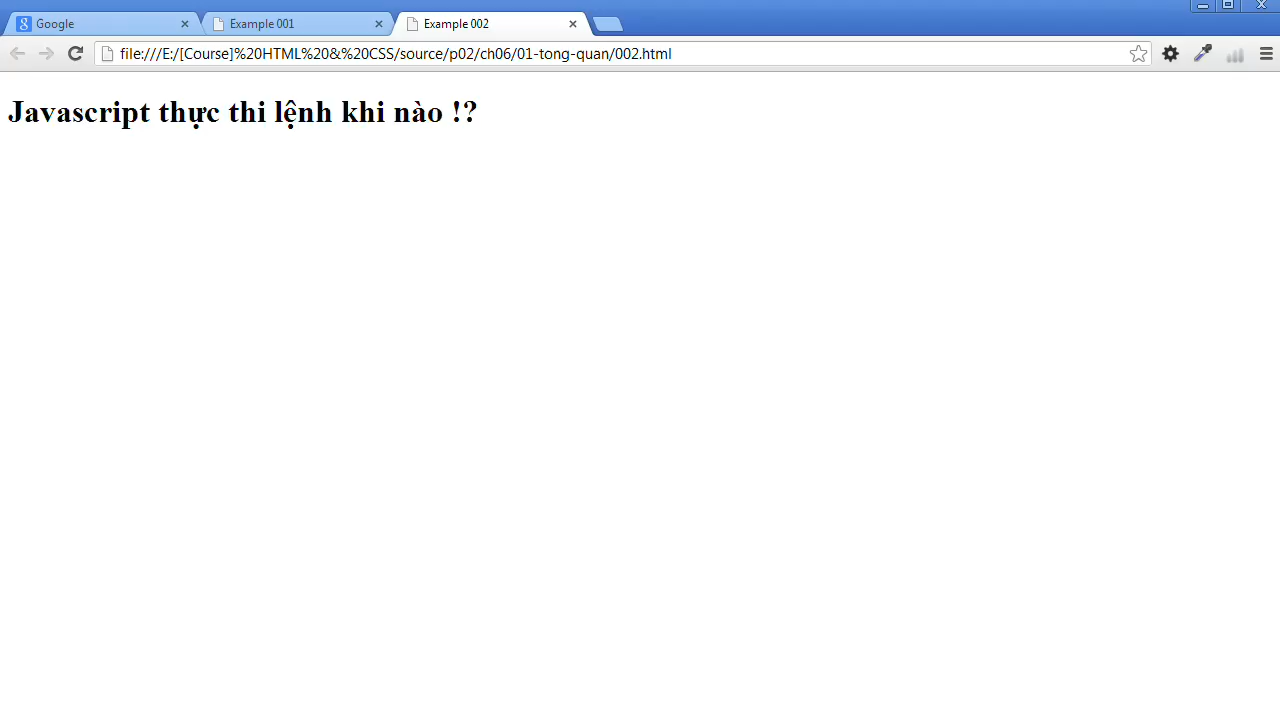 Google
Example 001
Example 002
file:///E:/[Course]%20HTML%20&%20CSS/source/p02/ch06/01-tong-quan/002.html
Javascript thực thi lệnh khi nào !?